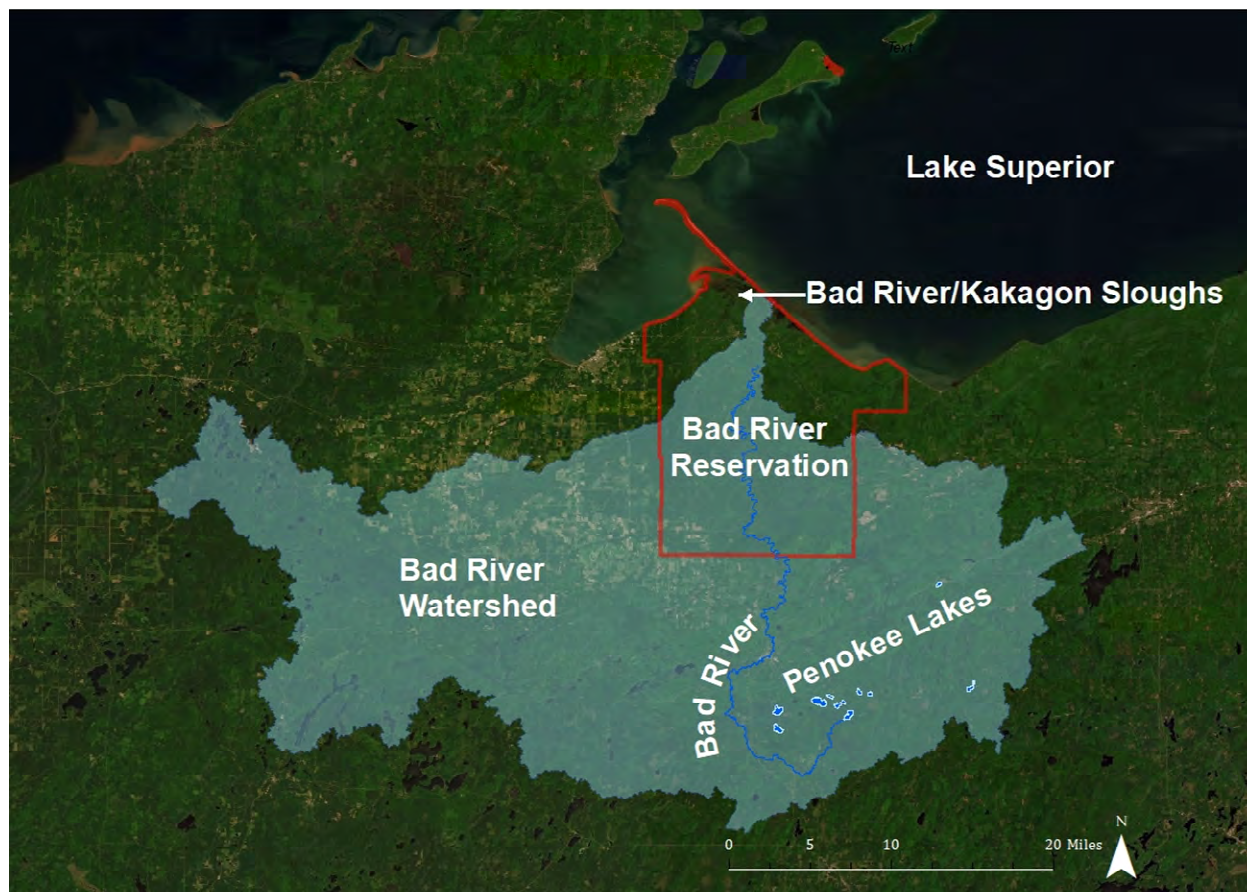 Text
Lake Superior
Bad River/Kakagon Sloughs
Bad River
Reservation
Bad River
Watershed
Penokee Lakes
Bad River
N
0 5 10 20 Miles